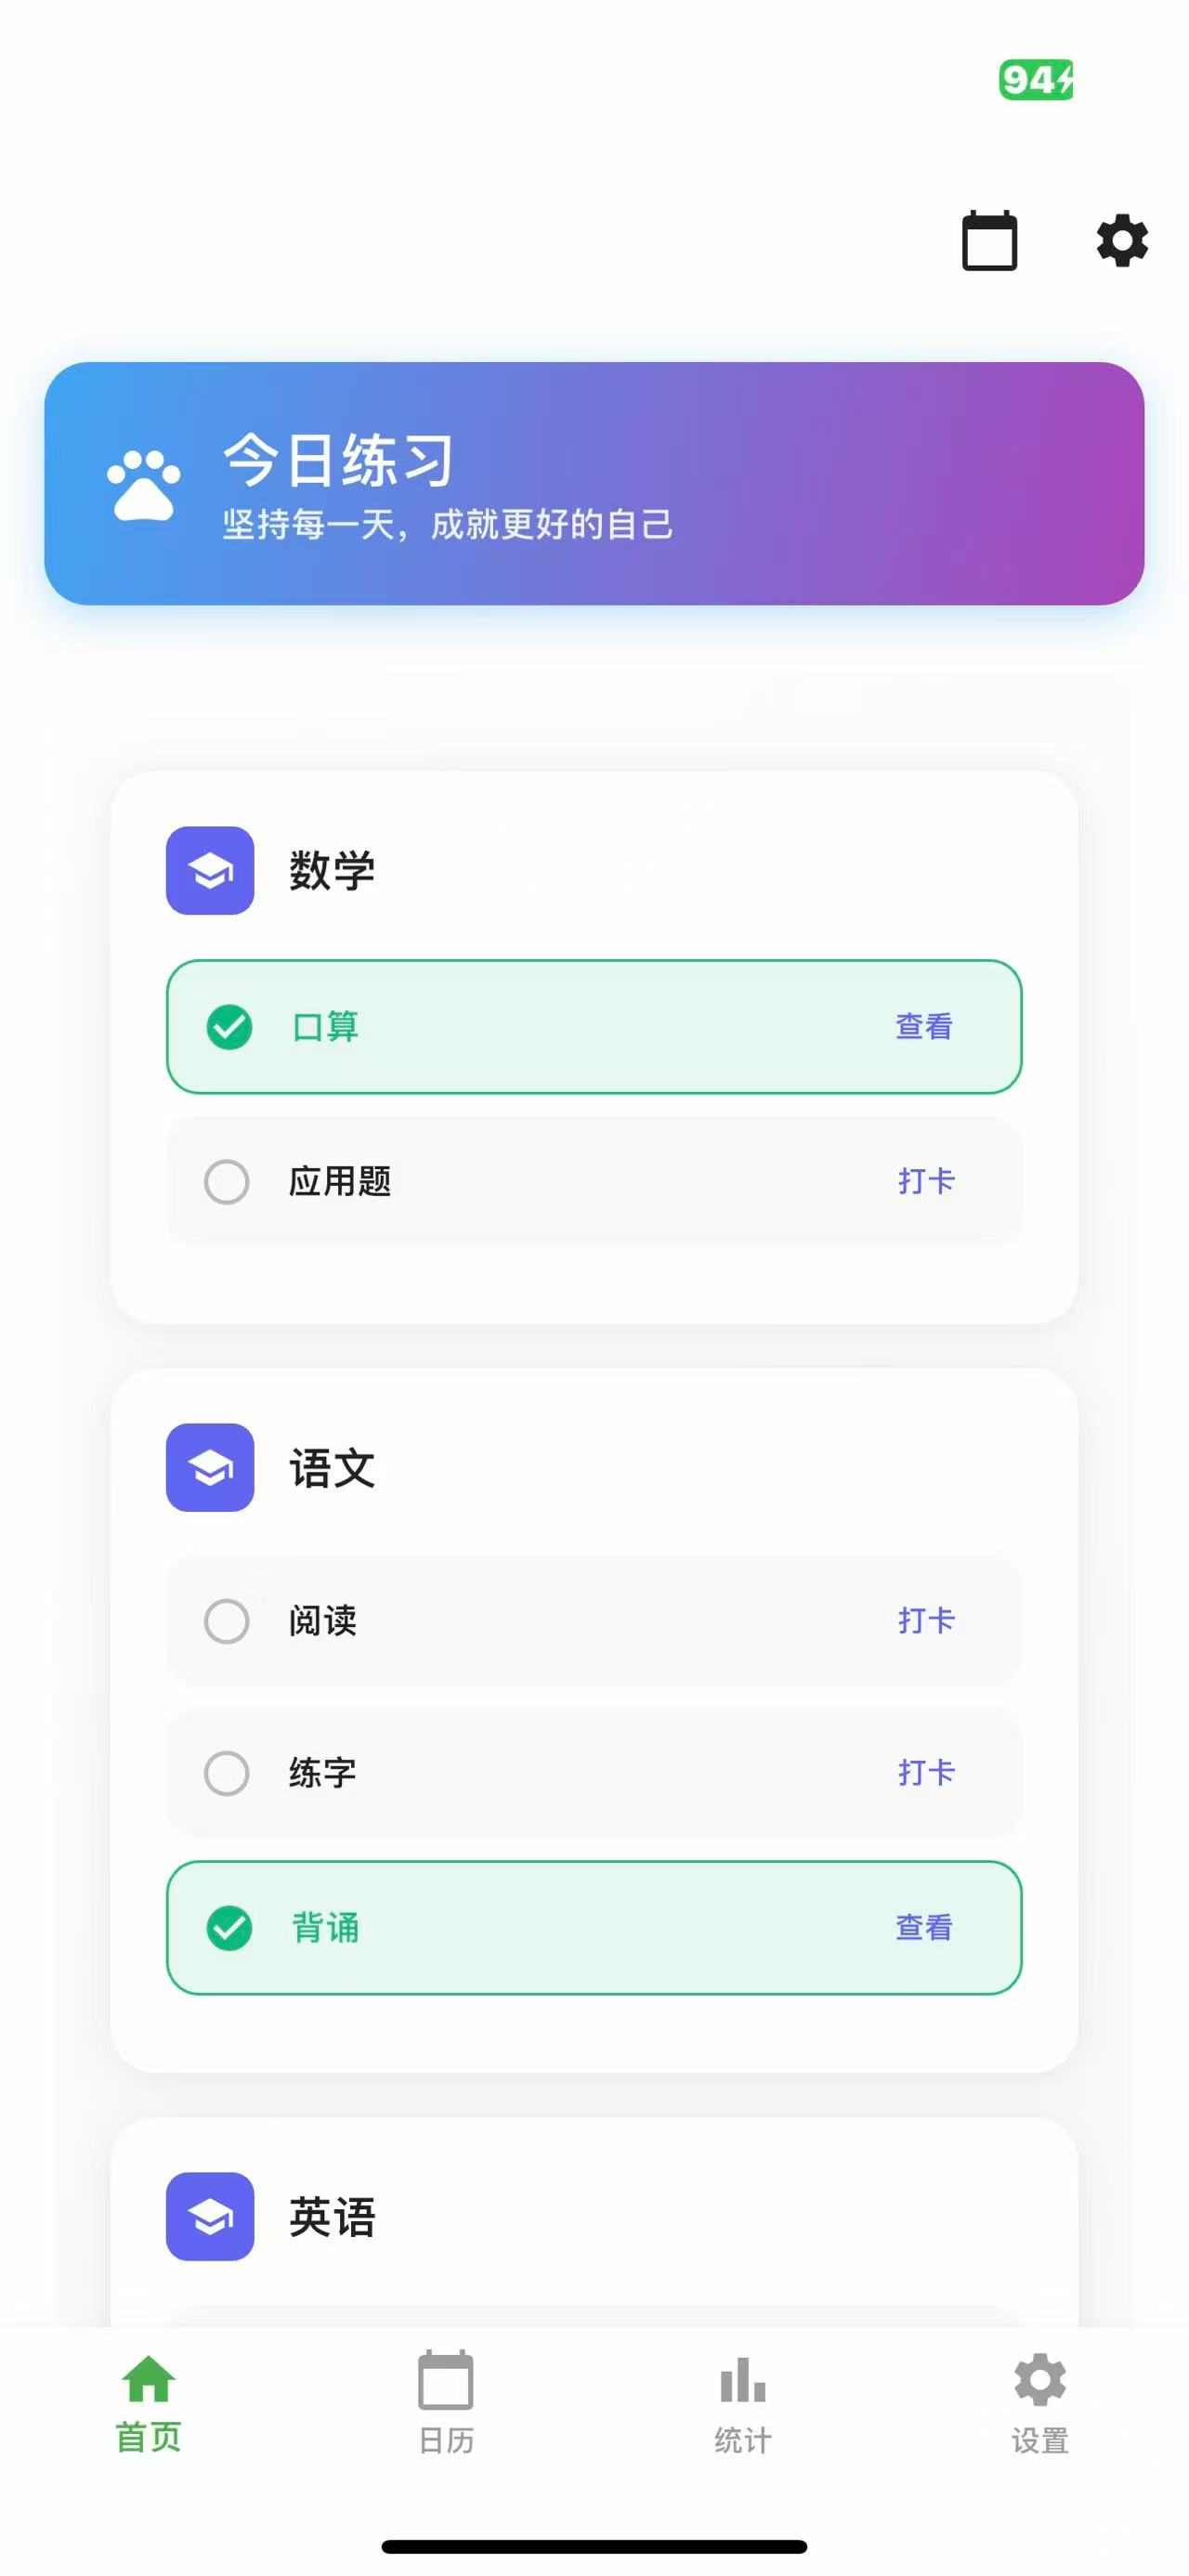 94
今日练习
坚持每一天，成就更好的自己
数学
口算 查看
应用题 打卡
语文
阅读 打卡
练字 打卡
背诵 查看
英语
首页 日历 统计 设置